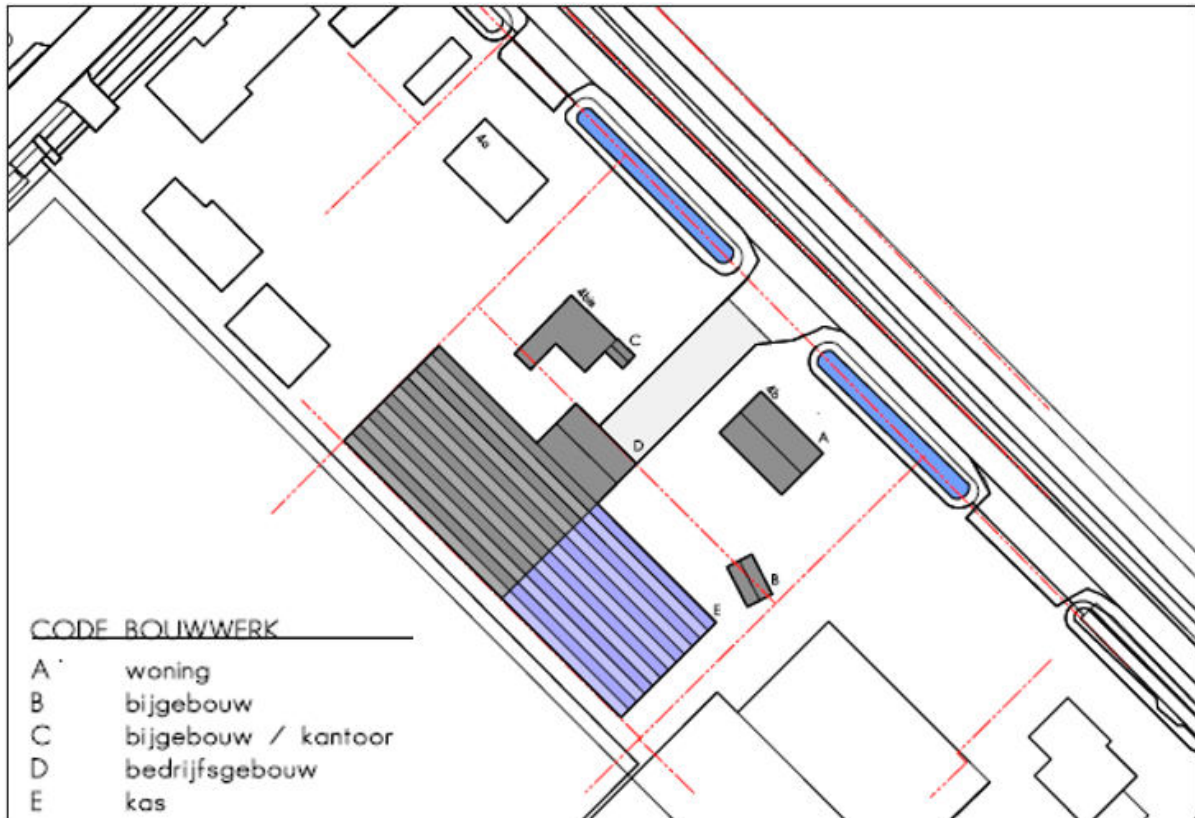 4a
4bis
C
4b
D
A
B
E
CODE BOUWWERK
A woning
B bijgebouw
C bijgebouw / kantoor
D bedrijfsgebouw
E kas